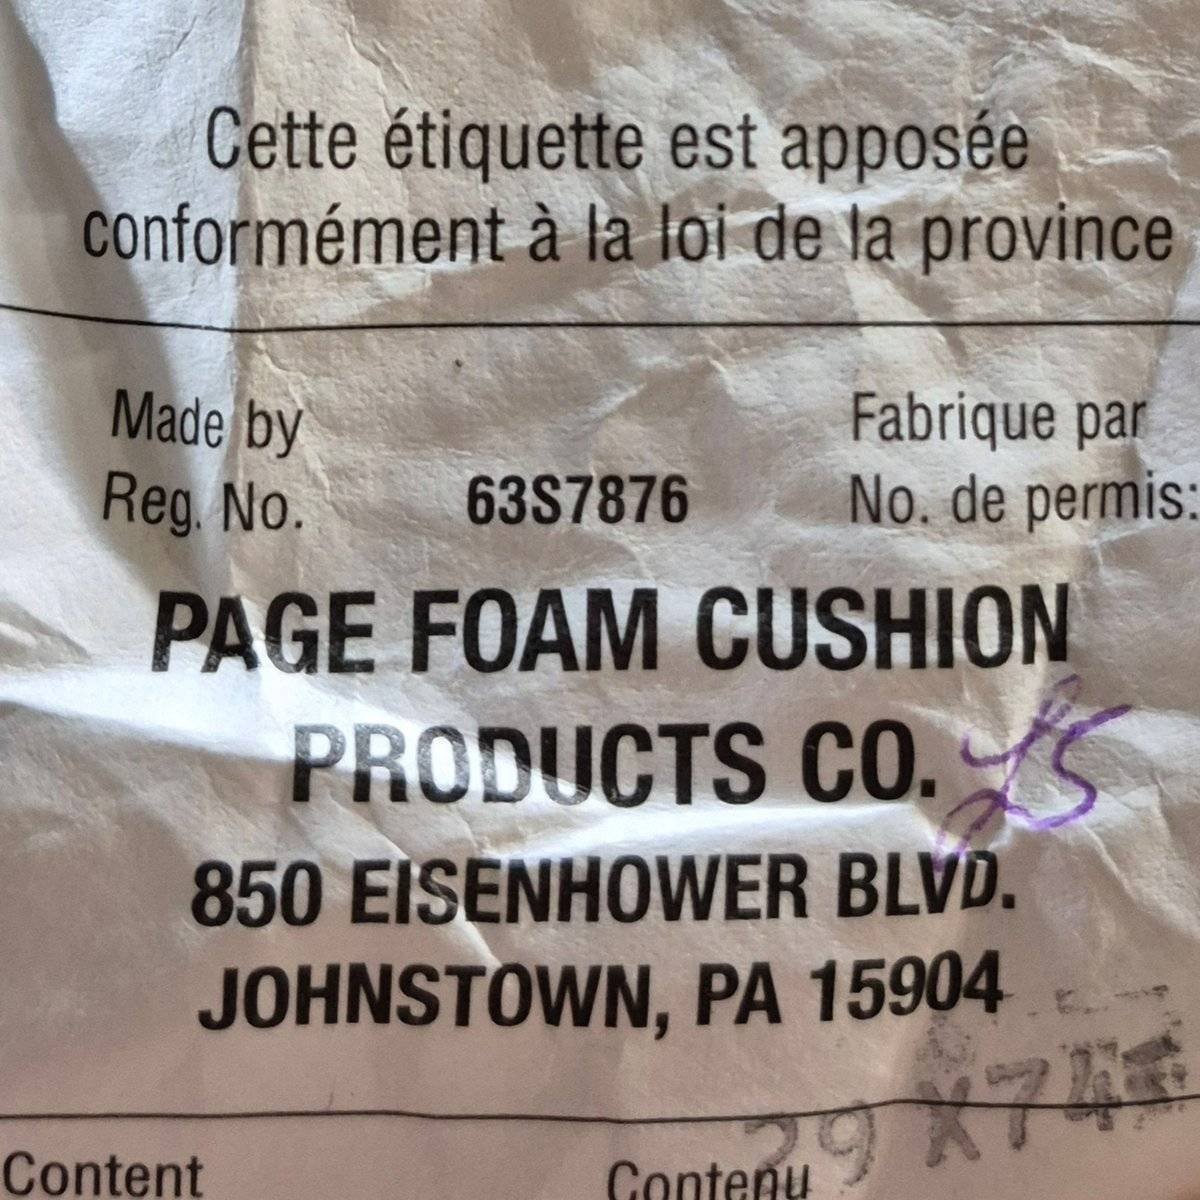 Cette étiquette est apposée
conformément à la loi de la province
Made by Fabrique par
Reg. No. 63S7876 No. de permis:
PAGE FOAM CUSHION
PRODUCTS CO.
850 EISENHOWER BLVD.
JOHNSTOWN, PA 15904
Content Contenu